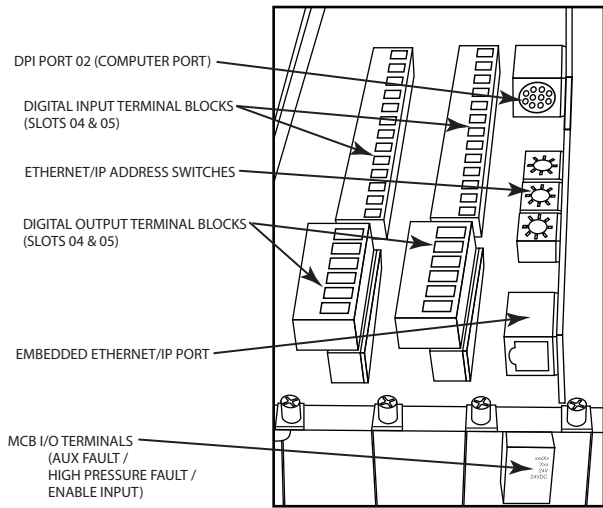 DPI PORT 02 (COMPUTER PORT)
DIGITAL INPUT TERMINAL BLOCKS
(SLOTS 04 & 05)
ETHERNET/IP ADDRESS SWITCHES
DIGITAL OUTPUT TERMINAL BLOCKS
(SLOTS 04 & 05)
EMBEDDED ETHERNET/IP PORT
MCB I/O TERMINALS
(AUX FAULT /
HIGH PRESSURE FAULT /
ENABLE INPUT)
xxxXx
Xxx
24V
24VDC